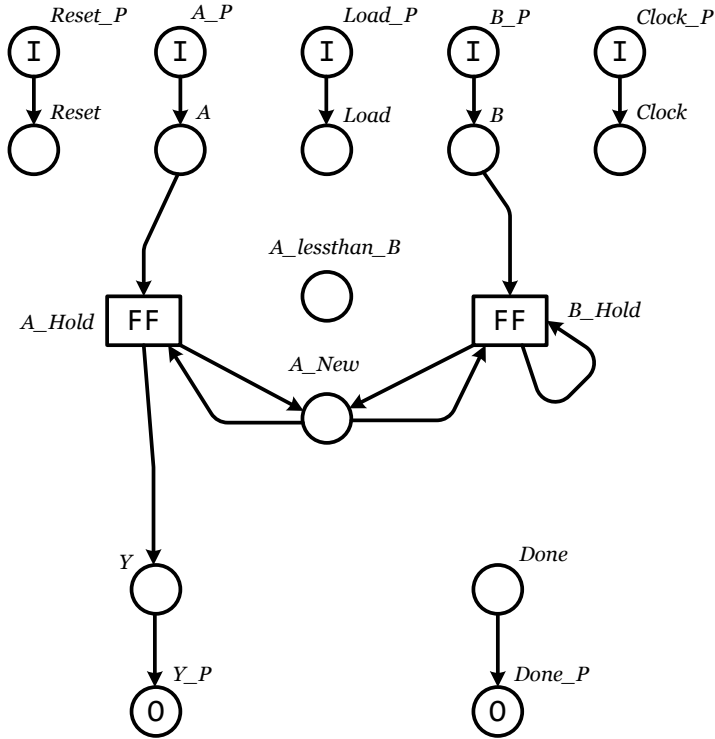 Reset_P A_P Load_P B_P Clock_P
I I I I I
Reset A Load B Clock
A_lessthan_B
A_Hold FF FF B_Hold
A_New
Y Done
Y_P Done_P
O O